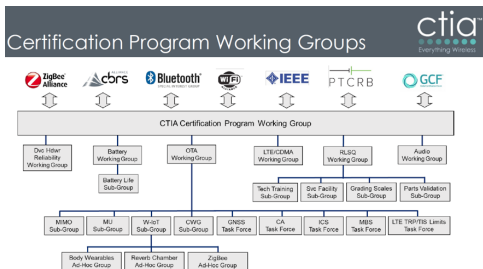 Certification Program Working Groups
ctia
Everything Wireless
ZigBee Alliance
ALLIANCE
cbrs
Bluetooth
SPECIAL INTEREST GROUP
Wi Fi
IEEE
PTCRB
GCF
CTIA Certification Program Working Group
Dvc Hdwr
Reliability
Working Group
Battery
Working Group
OTA
Working Group
LTE/CDMA
Working Group
RLSQ
Working Group
Audio
Working Group
Battery Life
Sub-Group
Tech Training
Sub-Group
Svc Facility
Sub-Group
Grading Scales
Sub-Group
Parts Validation
Sub-Group
MIMO
Sub-Group
MU
Sub-Group
W-IoT
Sub-Group
CWG
Sub-Group
GNSS
Task Force
CA
Task Force
ICS
Task Force
MBS
Task Force
LTE TRP/TIS Limits
Task Force
Body Wearables
Ad-Hoc Group
Reverb Chamber
Ad-Hoc Group
ZigBee
Ad-Hoc Group